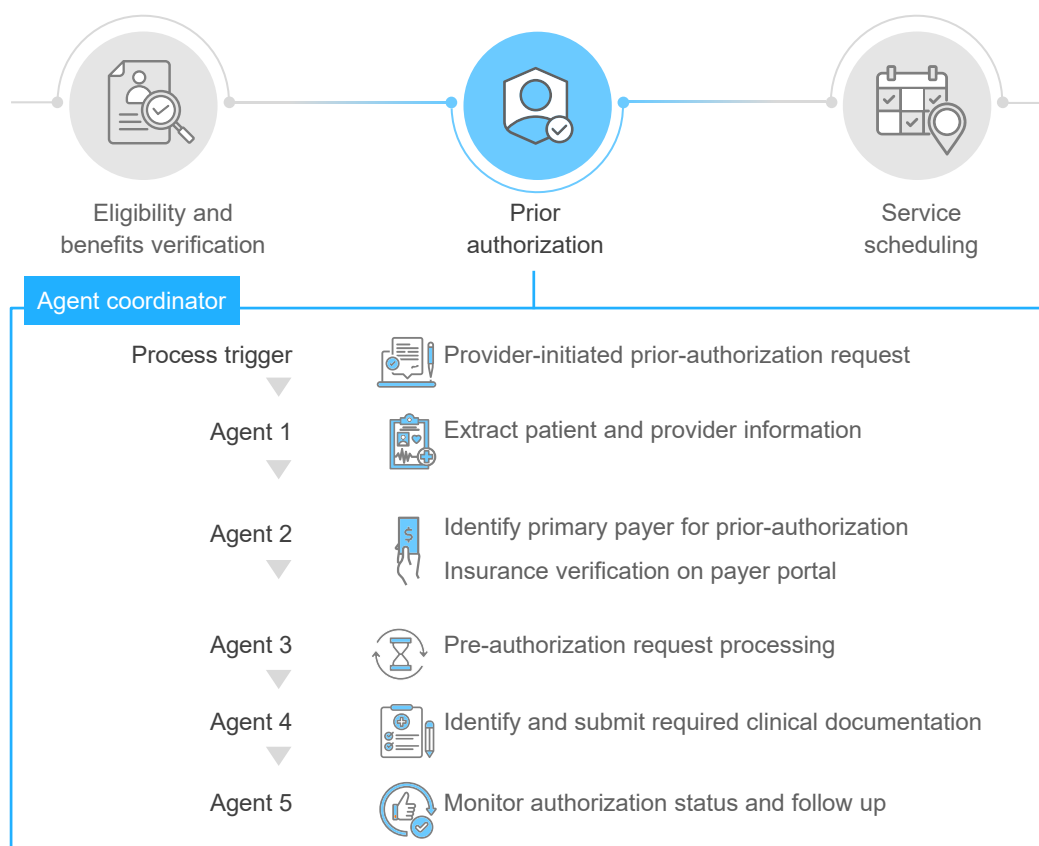 Eligibility and
benefits verification
Prior
authorization
Service
scheduling
Agent coordinator
Process trigger
Provider-initiated prior-authorization request
Agent 1
Extract patient and provider information
Agent 2
$
Identify primary payer for prior-authorization
Insurance verification on payer portal
Agent 3
Pre-authorization request processing
Agent 4
Identify and submit required clinical documentation
Agent 5
Monitor authorization status and follow up